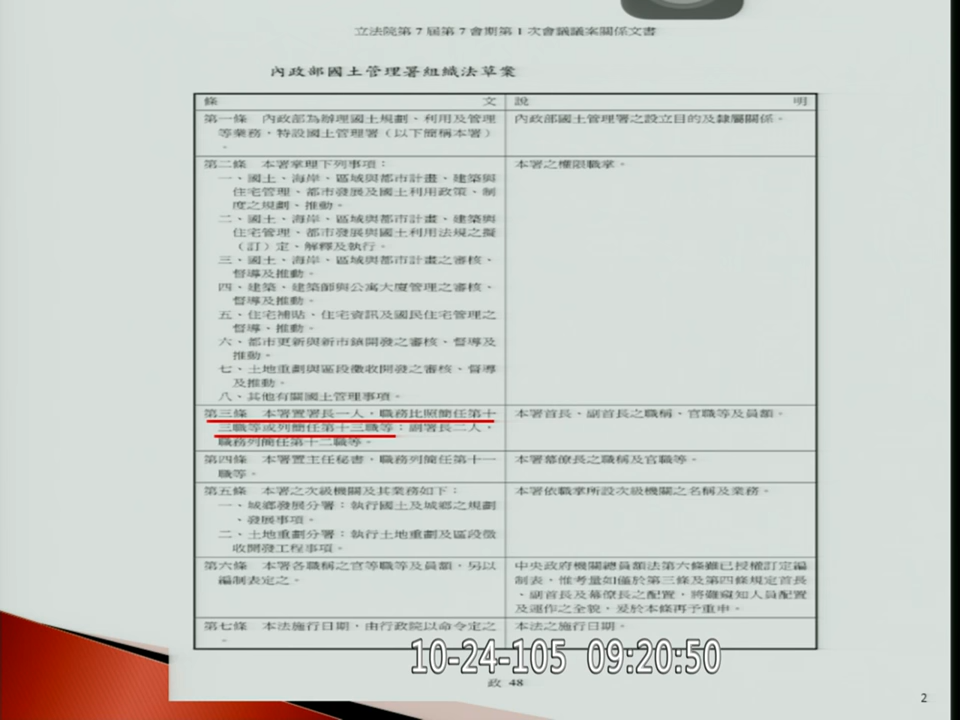 立法院第7屆第7會期第1次會議議案關係文書
內政部國土管理署組織法草案
條 文 說 明
第一條 內政部為辦理國土規劃、利用及管理 內政部國土管理署之設立目的及隸屬關係。
等業務,特設國土管理署(以下簡稱本署)
。
第二條 本署掌理下列事項: 本署之權限職掌。
一、國土、海岸、區域與都市計畫、建築與
住宅管理、都市發展及國土利用政策、制
度之規劃、推動。
二、國土、海岸、區域與都市計畫、建築與
住宅管理、都市發展與國土利用法規之擬
(訂)定、解釋及執行。
三、國土、海岸、區域與都市計畫之審核、
督導及推動。
四、建築、建築師與公寓大廈管理之審核、
督導及推動。
五、住宅補貼、住宅資訊及國民住宅管理之
督導、推動。
六、都市更新與新市鎮開發之審核、督導及
推動。
七、土地重劃與區段徵收開發之審核、督導
及推動。
八、其他有關國土管理事項。
第三條 本署置署長一人,職務比照簡任第十 本署首長、副首長之職稱、官職等及員額。
三職等或列簡任第十三職等;副署長二人,
職務列簡任第十二職等。
第四條 本署置主任秘書,職務列簡任第十一 本署幕僚長之職稱及官職等。
職等。
第五條 本署之次級機關及其業務如下: 本署依職掌所設次級機關之名稱及業務。
一、城鄉發展分署:執行國土及城鄉之規劃
、發展事項。
二、土地重劃分署:執行土地重劃及區段徵
收開發工程事項。
第六條 本署各職稱之官等職等及員額,另以 中央政府機關總員額法第六條雖已授權訂定編
編制表定之。 制表,惟考量如僅於第三條及第四條規定首長
、副首長及幕僚長之配置,將難窺知人員配置
及運作之全貌,爰於本條再予重申。
第七條 本法施行日期,由行政院以命令定之 本法之施行日期。
。
10-24-105 09:20:50
政 48
2